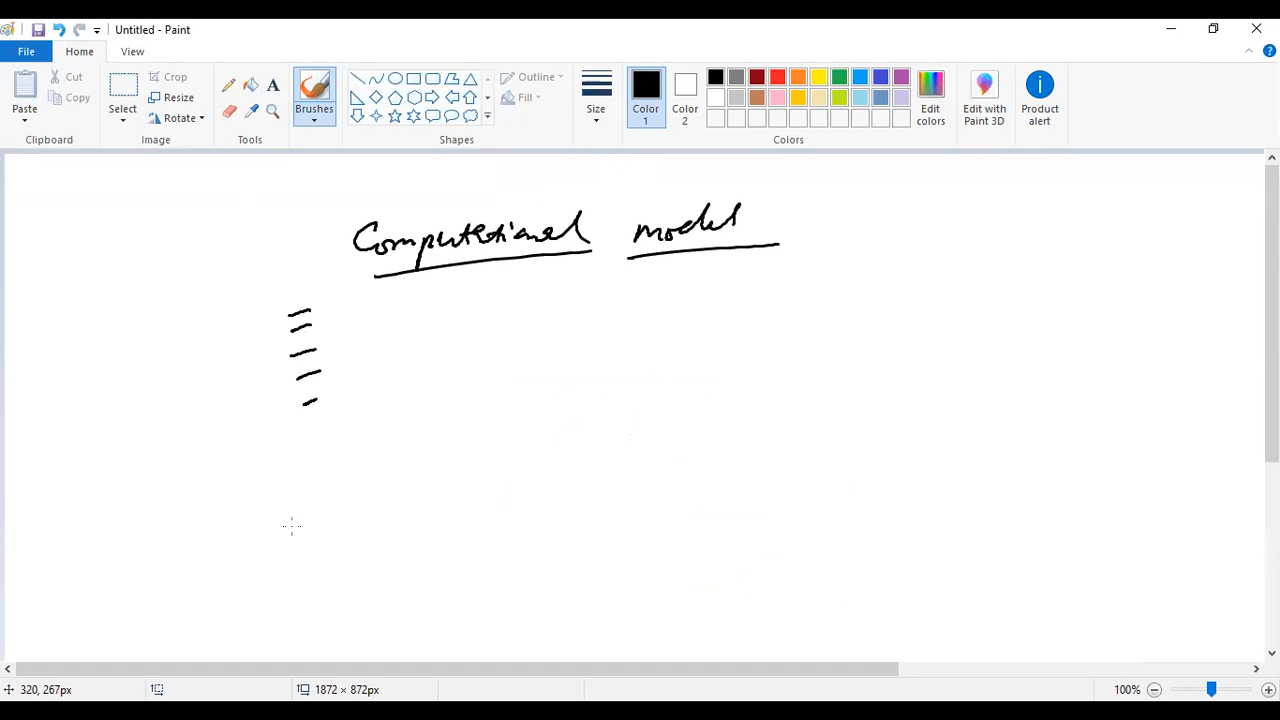 Untitled - Paint
File Home View
Paste
Clipboard
Cut
Copy
Select
Crop
Resize
Rotate
Image
Tools
Brushes
Shapes
Outline
Fill
Size
Color 1
Color 2
Colors
Edit colors
Edit with Paint 3D
Product alert
Computational model
320, 267px
1872 × 872px
100%